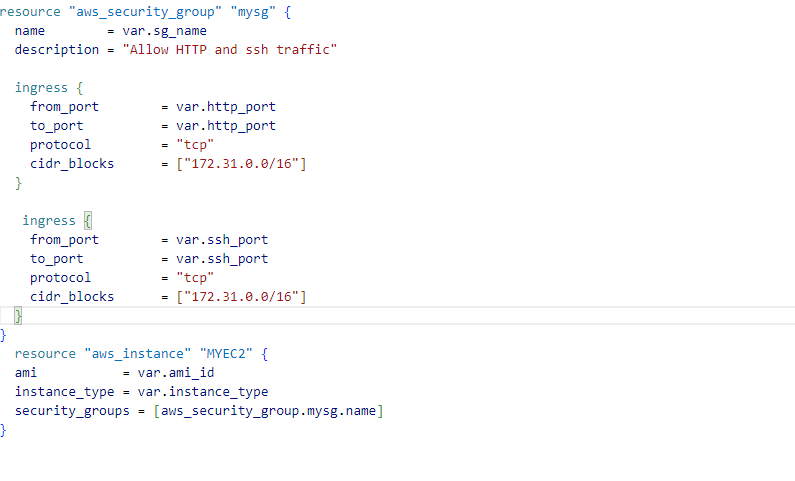 resource "aws_security_group" "mysg" {
  name        = var.sg_name
  description = "Allow HTTP and ssh traffic"
  ingress {
    from_port        = var.http_port
    to_port          = var.http_port
    protocol         = "tcp"
    cidr_blocks      = ["172.31.0.0/16"]
  }
   ingress {
    from_port        = var.ssh_port
    to_port          = var.ssh_port
    protocol         = "tcp"
    cidr_blocks      = ["172.31.0.0/16"]
  }
}
  resource "aws_instance" "MYEC2" {
  ami           = var.ami_id
  instance_type = var.instance_type
  security_groups = [aws_security_group.mysg.name]
}